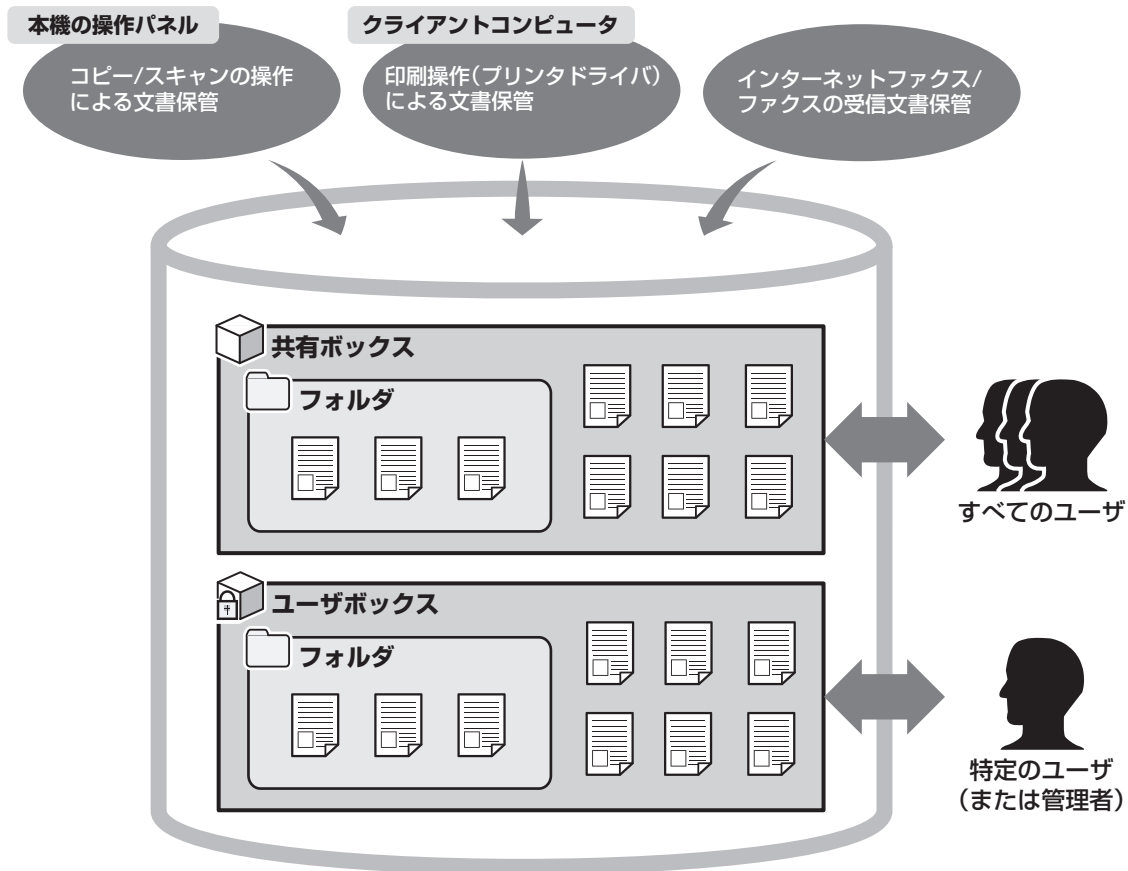 本機の操作パネル
コピー/スキャンの操作
による文書保管
クライアントコンピュータ
印刷操作(プリンタドライバ)
による文書保管
インターネットファクス/
ファクスの受信文書保管
共有ボックス
フォルダ
すべてのユーザ
ユーザボックス
フォルダ
特定のユーザ
(または管理者)